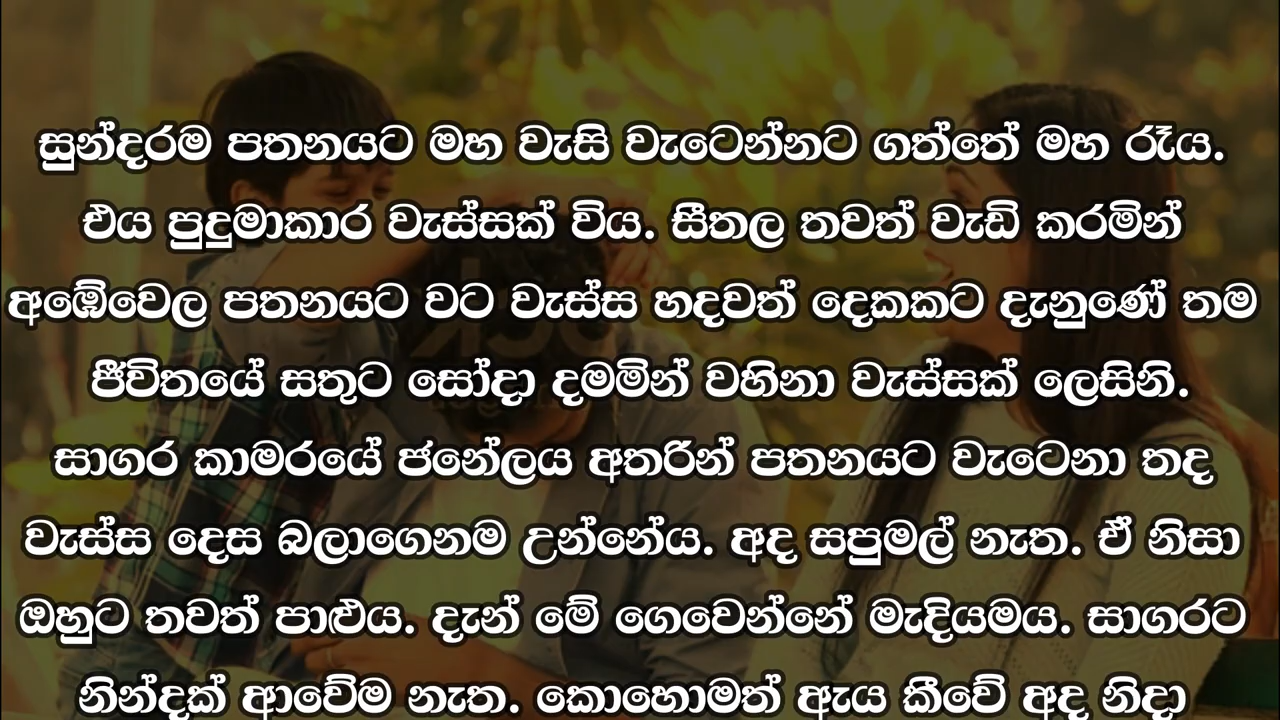 සුන්දරම පතනයට මහ වැසි වැටෙන්නට ගත්තේ මහ රෑය.
එය පුදුමාකාර වැස්සක් විය. සීතල තවත් වැඩි කරමින්
අඹේවෙල පතනයට වට වැස්ස හදවත් දෙකකට දැනුණේ තම
ජීවිතයේ සතුට සෝදා දමමින් වහිනා වැස්සක් ලෙසිනි.
සාගර කාමරයේ ජනේලය අතරින් පතනයට වැටෙනා තද
වැස්ස දෙස බලාගෙනම උන්නේය. අද සපුමල් නැත. ඒ නිසා
ඔහුට තවත් පාළුය. දැන් මේ ගෙවෙන්නේ මැදියමය. සාගරට
නින්දක් ආවේම නැත. කොහොමත් ඇය කීවේ අද නිදා